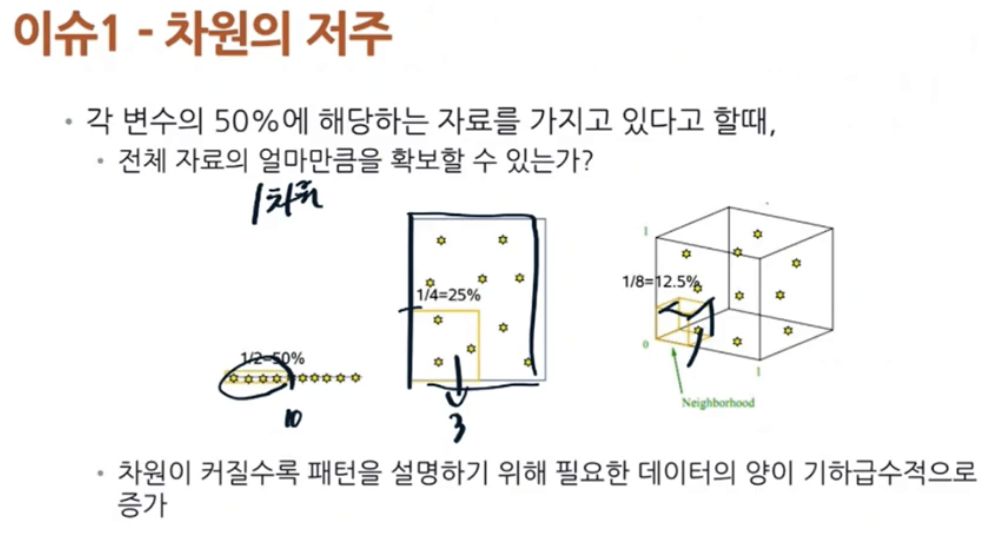 이슈1 - 차원의 저주
• 각 변수의 50%에 해당하는 자료를 가지고 있다고 할때,
• 전체 자료의 얼마만큼을 확보할 수 있는가?
1차원
1/2=50%
10
1/4=25%
3
1
1/8=12.5%
0
1
Neighborhood
• 차원이 커질수록 패턴을 설명하기 위해 필요한 데이터의 양이 기하급수적으로
증가